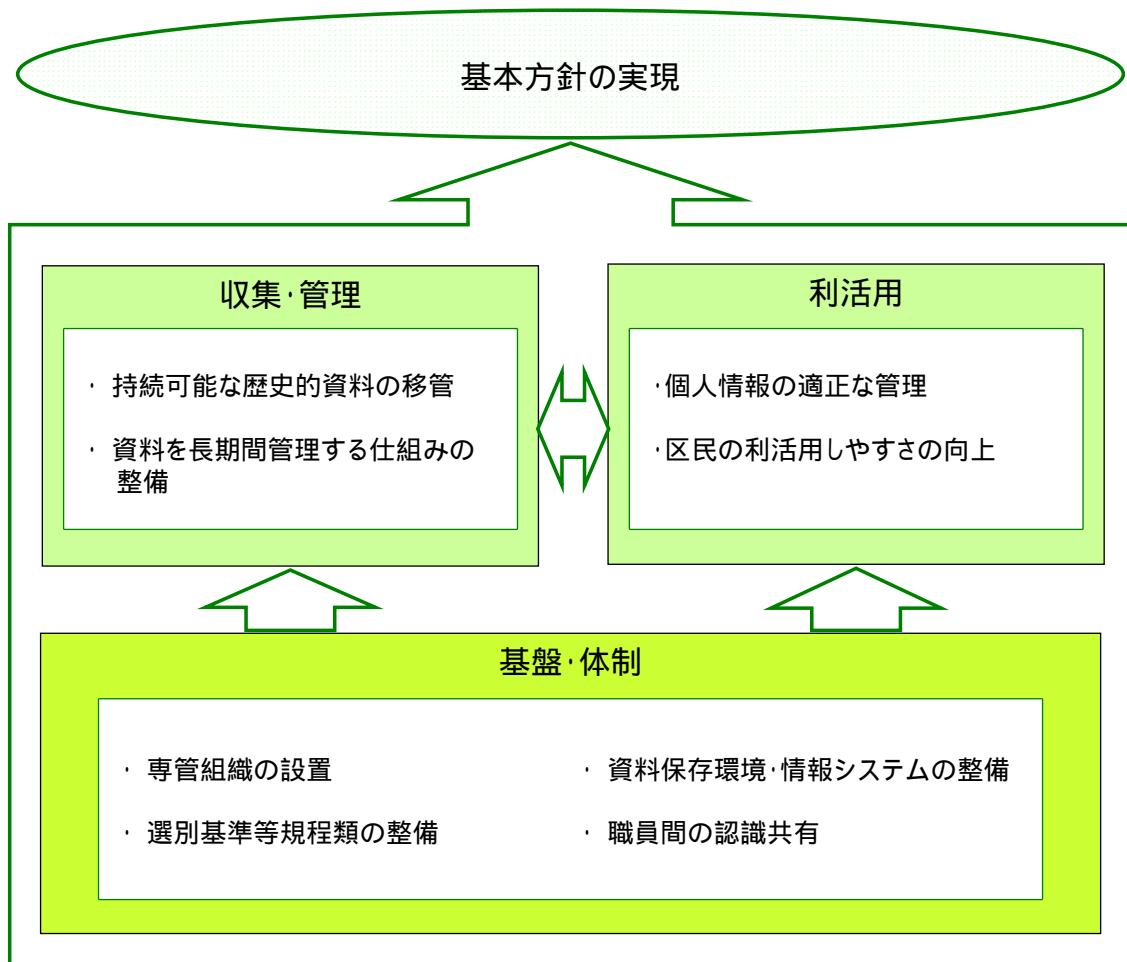 基本方針の実現
収集・管理
・ 持続可能な歴史的資料の移管
・ 資料を長期間管理する仕組みの
整備
利活用
・個人情報の適正な管理
・区民の利活用しやすさの向上
基盤・体制
・ 専管組織の設置
・ 選別基準等規程類の整備
・ 資料保存環境・情報システムの整備
・ 職員間の認識共有